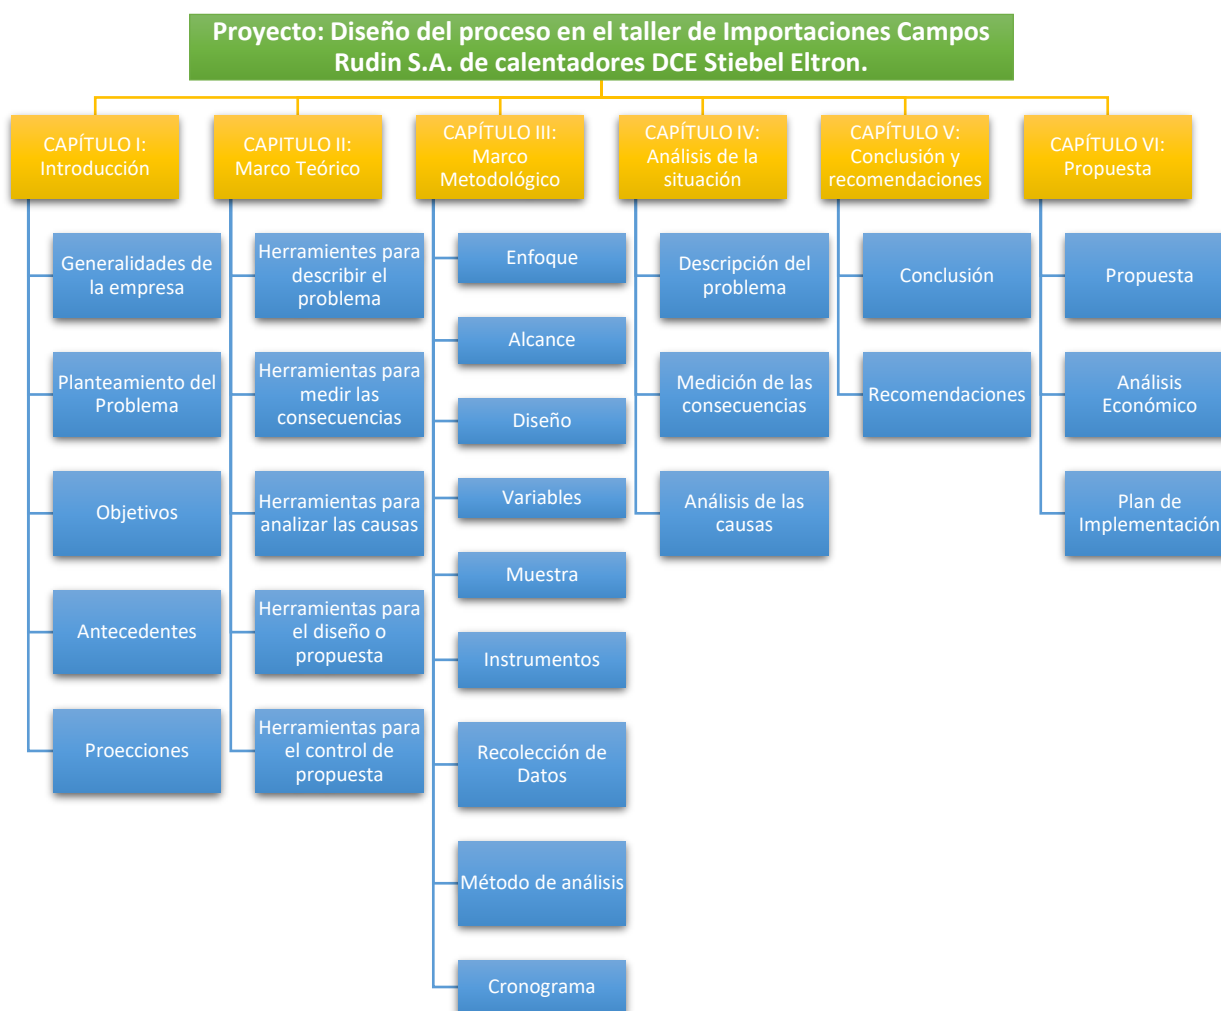 Proyecto: Diseño del proceso en el taller de Importaciones Campos
Rudin S.A. de calentadores DCE Stiebel Eltron.
CAPÍTULO I:
Introducción
Generalidades de
la empresa
Planteamiento del
Problema
Objetivos
Antecedentes
Proecciones
CAPITULO II:
Marco Teórico
Herramientes para
describir el
problema
Herramientas para
medir las
consecuencias
Herramientas para
analizar las causas
Herramientas para
el diseño o
propuesta
Herramientas para
el control de
propuesta
CAPÍTULO III:
Marco
Metodológico
Enfoque
Alcance
Diseño
Variables
Muestra
Instrumentos
Recolección de
Datos
Método de análisis
Cronograma
CAPÍTULO IV:
Análisis de la
situación
Descripción del
problema
Medición de las
consecuencias
Análisis de las
causas
CAPÍTULO V:
Conclusión y
recomendaciones
Conclusión
Recomendaciones
CAPÍTULO VI:
Propuesta
Propuesta
Análisis
Económico
Plan de
Implementación